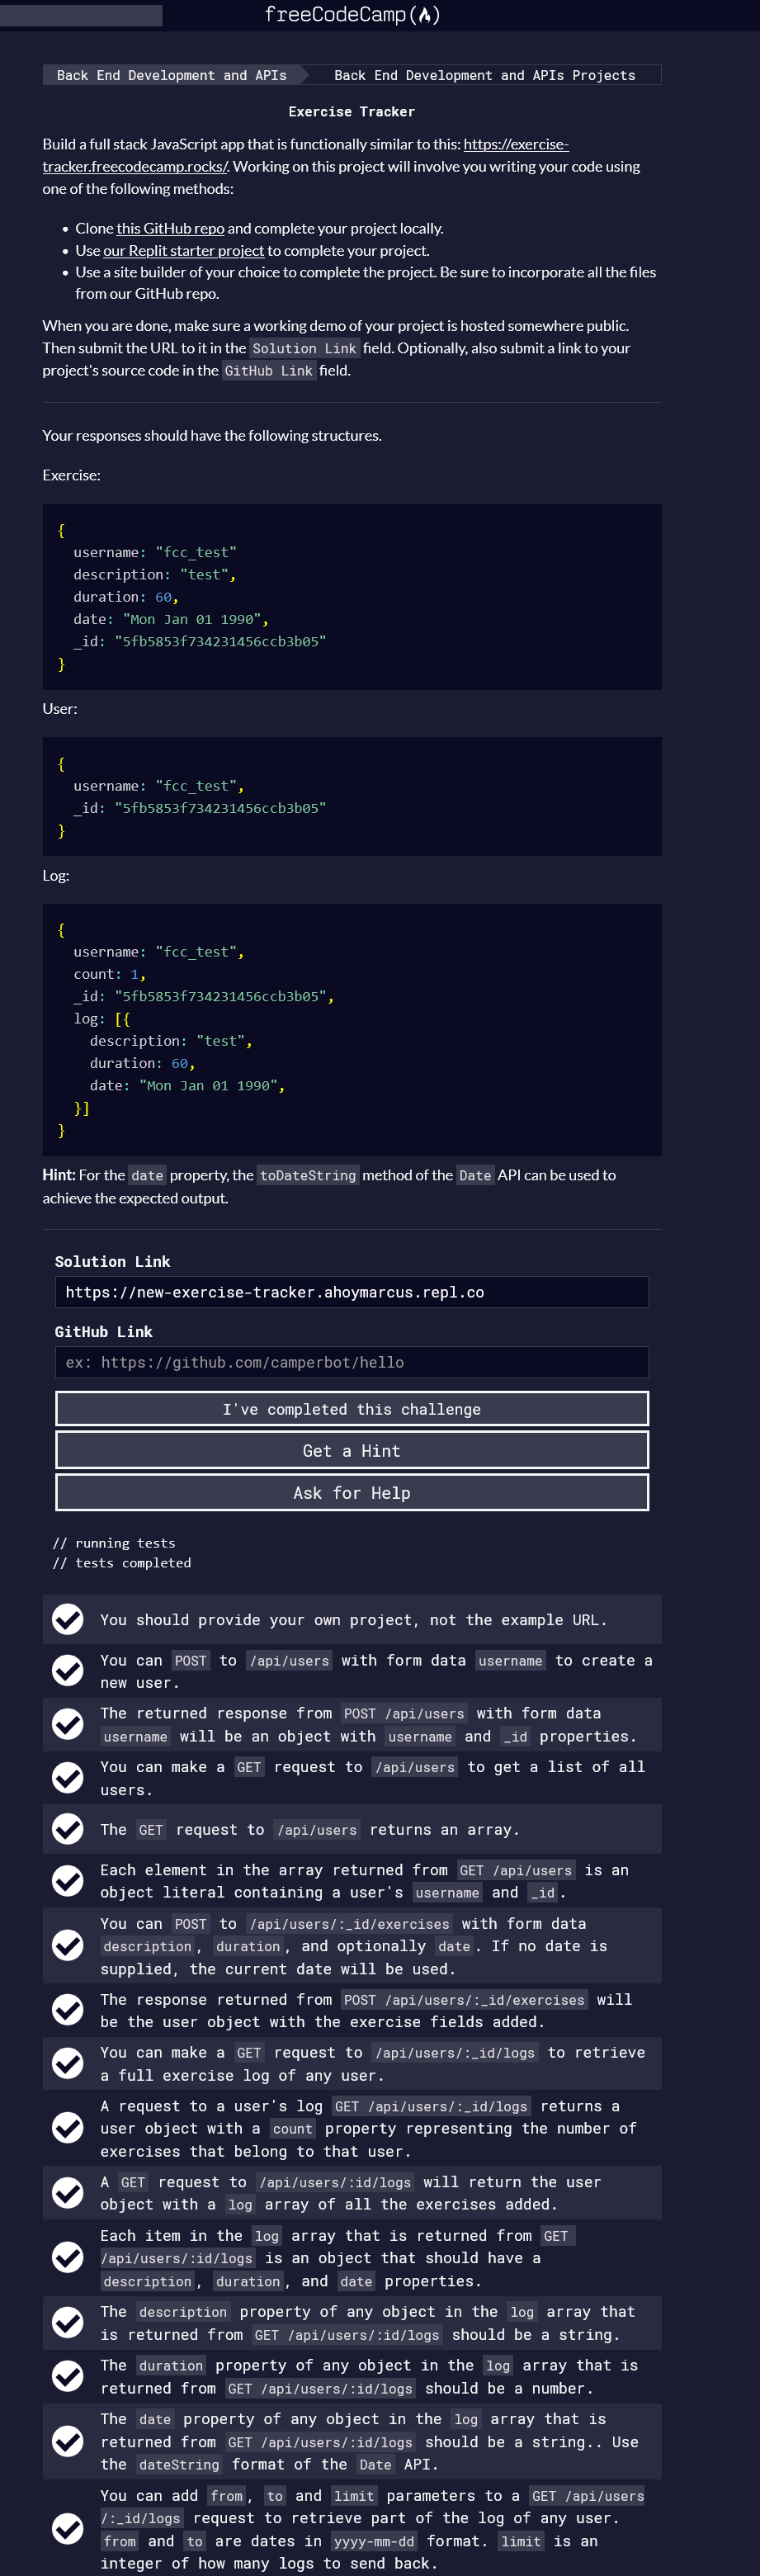 freeCodeCamp(🔥)
Back End Development and APIs
Back End Development and APIs Projects
Exercise Tracker
Build a full stack JavaScript app that is functionally similar to this: https://exercise-
tracker.freecodecamp.rocks/. Working on this project will involve you writing your code using
one of the following methods:
• Clone this GitHub repo and complete your project locally.
• Use our Replit starter project to complete your project.
• Use a site builder of your choice to complete the project. Be sure to incorporate all the files
from our GitHub repo.
When you are done, make sure a working demo of your project is hosted somewhere public.
Then submit the URL to it in the Solution Link field. Optionally, also submit a link to your
project's source code in the GitHub Link field.
Your responses should have the following structures.
Exercise:
{
username: "fcc_test"
description: "test",
duration: 60,
date: "Mon Jan 01 1990",
_id: "5fb5853f734231456ccb3b05"
}
User:
{
username: "fcc_test",
_id: "5fb5853f734231456ccb3b05"
}
Log:
{
username: "fcc_test",
count: 1,
_id: "5fb5853f734231456ccb3b05",
log: [{
description: "test",
duration: 60,
date: "Mon Jan 01 1990",
}]
}
Hint: For the date property, the toDateString method of the Date API can be used to
achieve the expected output.
Solution Link
https://new-exercise-tracker.ahoymarcus.repl.co
GitHub Link
ex: https://github.com/camperbot/hello
I've completed this challenge
Get a Hint
Ask for Help
// running tests
// tests completed
You should provide your own project, not the example URL.
You can POST to /api/users with form data username to create a
new user.
The returned response from POST /api/users with form data
username will be an object with username and _id properties.
You can make a GET request to /api/users to get a list of all
users.
The GET request to /api/users returns an array.
Each element in the array returned from GET /api/users is an
object literal containing a user's username and _id.
You can POST to /api/users/:_id/exercises with form data
description, duration, and optionally date. If no date is
supplied, the current date will be used.
The response returned from POST /api/users/:_id/exercises will
be the user object with the exercise fields added.
You can make a GET request to /api/users/:_id/logs to retrieve
a full exercise log of any user.
A request to a user's log GET /api/users/:_id/logs returns a
user object with a count property representing the number of
exercises that belong to that user.
A GET request to /api/users/:id/logs will return the user
object with a log array of all the exercises added.
Each item in the log array that is returned from GET
/api/users/:id/logs is an object that should have a
description, duration, and date properties.
The description property of any object in the log array that
is returned from GET /api/users/:id/logs should be a string.
The duration property of any object in the log array that is
returned from GET /api/users/:id/logs should be a number.
The date property of any object in the log array that is
returned from GET /api/users/:id/logs should be a string.. Use
the dateString format of the Date API.
You can add from, to and limit parameters to a GET /api/users
/:_id/logs request to retrieve part of the log of any user.
from and to are dates in yyyy-mm-dd format. limit is an
integer of how many logs to send back.